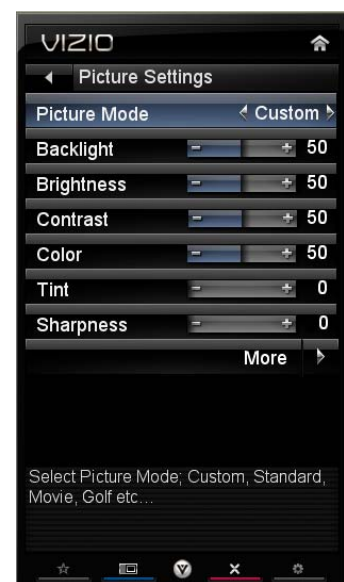 VIZIO
Picture Settings
Picture Mode Custom
Backlight - + 50
Brightness - + 50
Contrast - + 50
Color - + 50
Tint - + 0
Sharpness - + 0
More
Select Picture Mode; Custom, Standard,
Movie, Golf etc...
V